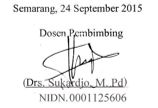 Semarang, 24 September 2015
Dosen Pembimbing
(Drs. Sukardjo, M. Pd)
NIDN.0001125606